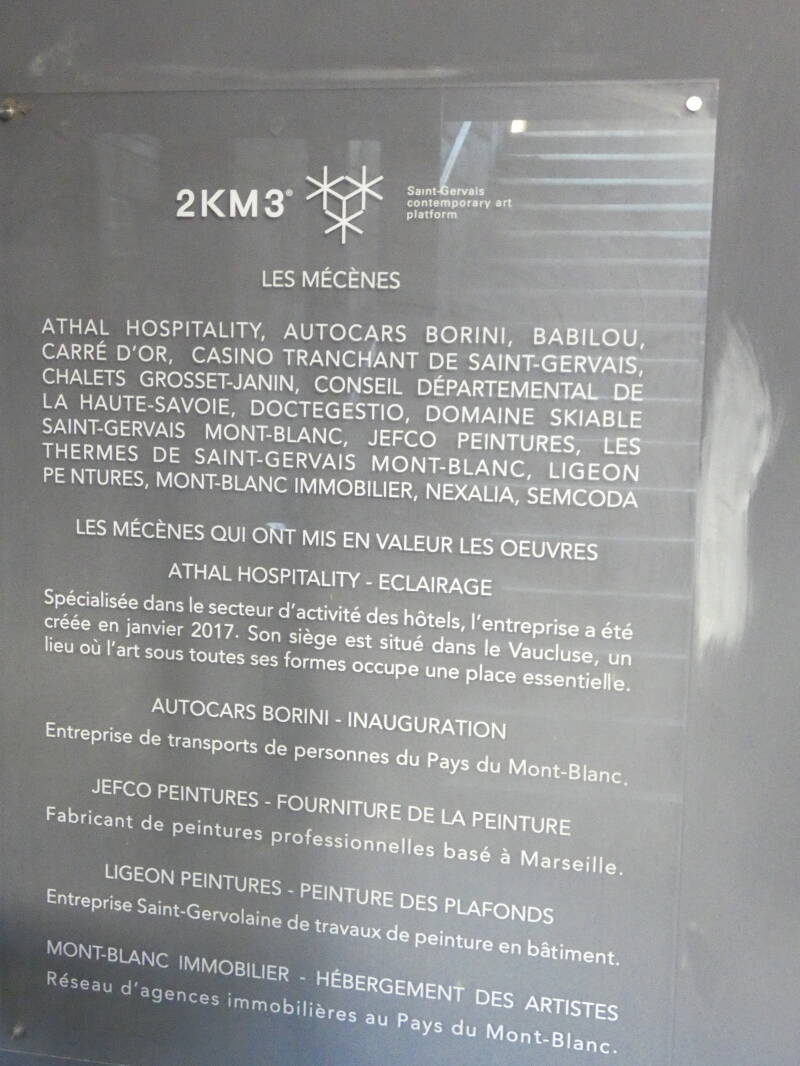 2KM3®
Saint-Gervais
contemporary art
platform
LES MÉCÈNES
ATHAL HOSPITALITY, AUTOCARS BORINI, BABILOU,
CARRÉ D'OR, CASINO TRANCHANT DE SAINT-GERVAIS,
CHALETS GROSSET-JANIN, CONSEIL DÉPARTEMENTAL DE
LA HAUTE-SAVOIE, DOCTEGESTIO, DOMAINE SKIABLE
SAINT-GERVAIS MONT-BLANC, JEFCO PEINTURES, LES
THERMES DE SAINT-GERVAIS MONT-BLANC, LIGEON
PE NTURES, MONT-BLANC IMMOBILIER, NEXALIA, SEMCODA
LES MÉCÈNES QUI ONT MIS EN VALEUR LES OEUVRES
ATHAL HOSPITALITY - ECLAIRAGE
Spécialisée dans le secteur d'activité des hôtels, l'entreprise a été
créée en janvier 2017. Son siège est situé dans le Vaucluse, un
lieu où l'art sous toutes ses formes occupe une place essentielle.
AUTOCARS BORINI - INAUGURATION
Entreprise de transports de personnes du Pays du Mont-Blanc.
JEFCO PEINTURES - FOURNITURE DE LA PEINTURE
Fabricant de peintures professionnelles basé à Marseille.
LIGEON PEINTURES - PEINTURE DES PLAFONDS
Entreprise Saint-Gervolaine de travaux de peinture en bâtiment.
MONT-BLANC IMMOBILIER - HÉBERGEMENT DES ARTISTES
Réseau d'agences immobilières au Pays du Mont-Blanc.